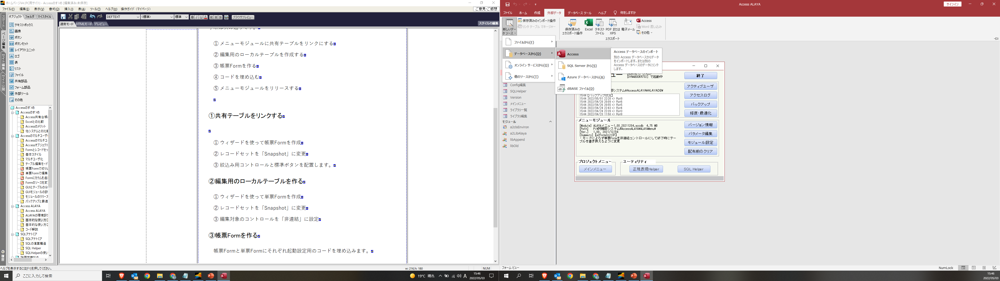 ホームページV4 (PC用サイト) - Accessのすゝめ [編集済み:未保存]
ファイル(F) 編集(E) 表示(V) 書式(O) 挿入(I) 表(A) ツール(T) ヘルプ(H) 操作ガイド (マイページ)
ご意見・ご感想
オブジェクト フォルダ マイスタイル
DEFTEXT <標準> 標準 B I U A ブラウザプレビュー
通常モード HTMLモード プレビュー
スタイルの編集
スタート
ページ編集
サイト編集
サイト公開
履歴
テキストボックス
画像
ボタン
ボタンセット
レイアウトユニット
ロゴ
表
リスト
ファイル
共有部品
フォーム部品
外部ツール
その他
Accessのすゝめ
Accessのすゝめ
Access共有台帳
Excelとの比較
Accessのメリット
他システムとの比
Accessのマルチユーザ
Accessのマルチユー
Accessオブジェクト
Formとレコードセッ
基本スタイル
マルチユーザ化
テーブル編集モード
帳票Formで絞り
単票Formで編集
Formにカラムを追
Formのソースを変
GUIとテーブルの分
GUIモジュールの設
モジュールのリリース
バックアップと最適
Access ALAYA
Access ALAYA
ALAYAの環境設
基本的な使い方①
基本的な使い方②
コード解説
SQLアナトミア
SQLアナトミア
SQLの演算構造
SQL Helper
SQLHelperの使い
① メニューモジュールに共有テーブルをリンクにする
② 編集用のローカルテーブルを作成する
③ 帳票Formを作る
④ コードを埋め込む
⑤ メニューモジュールをリリースする
①共有テーブルをリンクする
① ウィザードを使って帳票Formを作成
② レコードセットを「Snapshot」に変更
③ 絞込み用コントロールと標準ボタンを配置します。
②編集用のローカルテーブルを作る
① ウィザードを使って単票Formを作成
② レコードセットを「Snapshot」に変更
③ 編集対象のコントロールを「非連結」に設定
③帳票Formを作る
帳票Formと単票Formにそれぞれ起動設定用のコードを埋め込みます。
ヘルプを表示するには[F1]を押してください。
w: 216,h: 180
NUM
ここに入力して検索
19°C 晴れ
A
15:46
2022/05/03
Access ALAYA
サインイン
ファイル ホーム 作成 外部データ データベース ツール ヘルプ 何をしますか
新しいデータ ソース
保存済みのインポート操作
リンク テーブル マネージャー
保存済みのエクスポート操作
Excel
テキスト ファイル
PDF または XPS
電子メール
Access
Word 差し込み
その他
エクスポート
ファイルから(F)
データベースから(D)
オンライン サービスから(O)
他のソースから(T)
Access
SQL Server から(S)
Azure データベースから(A)
dBASE ファイル(D)
Access データベースのインポート
別の Access データベースからデータ
をインポートします。または別の
Access データベースのデータにリンク
します。
Config編集
SQLHelper
Version
メインメニュー
ライブラリ一覧
ライブラリ編集
モジュール
a2clsEnviron
a2LibAlaya
libAppend
libOld
[DYNABOOKR732] で起動中
終了
システム¥AccessALAYA¥ALAYADB¥
15:44 【バックアップ状況】
15:44 2022/05/01 22:28 => Rot9
15:44 2022/04/28 20:09 => Rot6
15:44 2022/04/26 20:55 => Rot5
15:44 2022/04/24 22:43 => Rot4
15:44 2022/04/24 22:39 => Rot3
15:44 2022/04/23 11:50 => Rot8
アクティブユーザ
アクセスログ
バックアップ
修復・最適化
メニューモジュール
[Module] ALAYAメニュー1.00_20211204.accdb 4.75 MB
[Path] P:¥阿頼耶システム¥AccessALAYA¥ALAYAMenu¥
[Ver.] 1.00, 2021/12/04
[Summary]【a2FormInitSF】
・モードによらず単票Formを非連結コントロールにして終了時にテー
ブルを書き換えるように変更
バージョン情報
パラメータ編集
モジュール設定
配布前のクリア
プロジェクトメニュー
メインメニュー
ユーティリティ
正規表現Helper
SQL Helper
フォーム ビュー
NumLock
15:46
2022/05/03